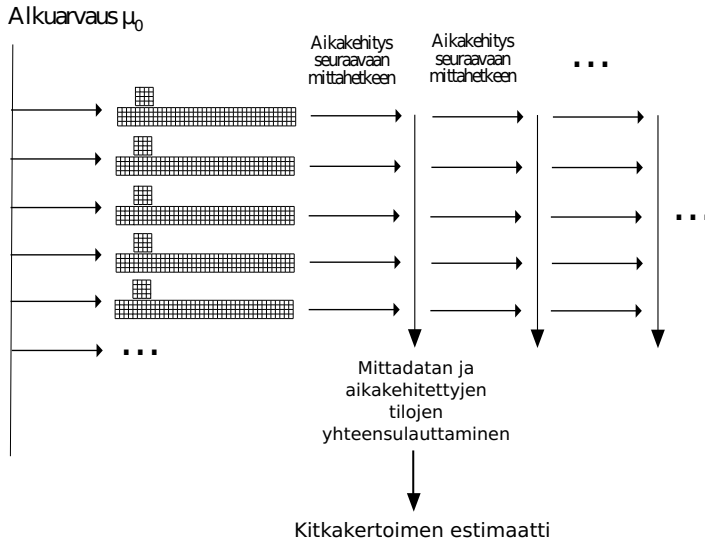 Alkuarvaus μ₀
Aikakehitys
seuraavaan
mittahetkeen
Aikakehitys
seuraavaan
mittahetkeen
...
...
...
Mittadatan ja
aikakehitettyjen
tilojen
yhteensulauttaminen
Kitkakertoimen estimaatti